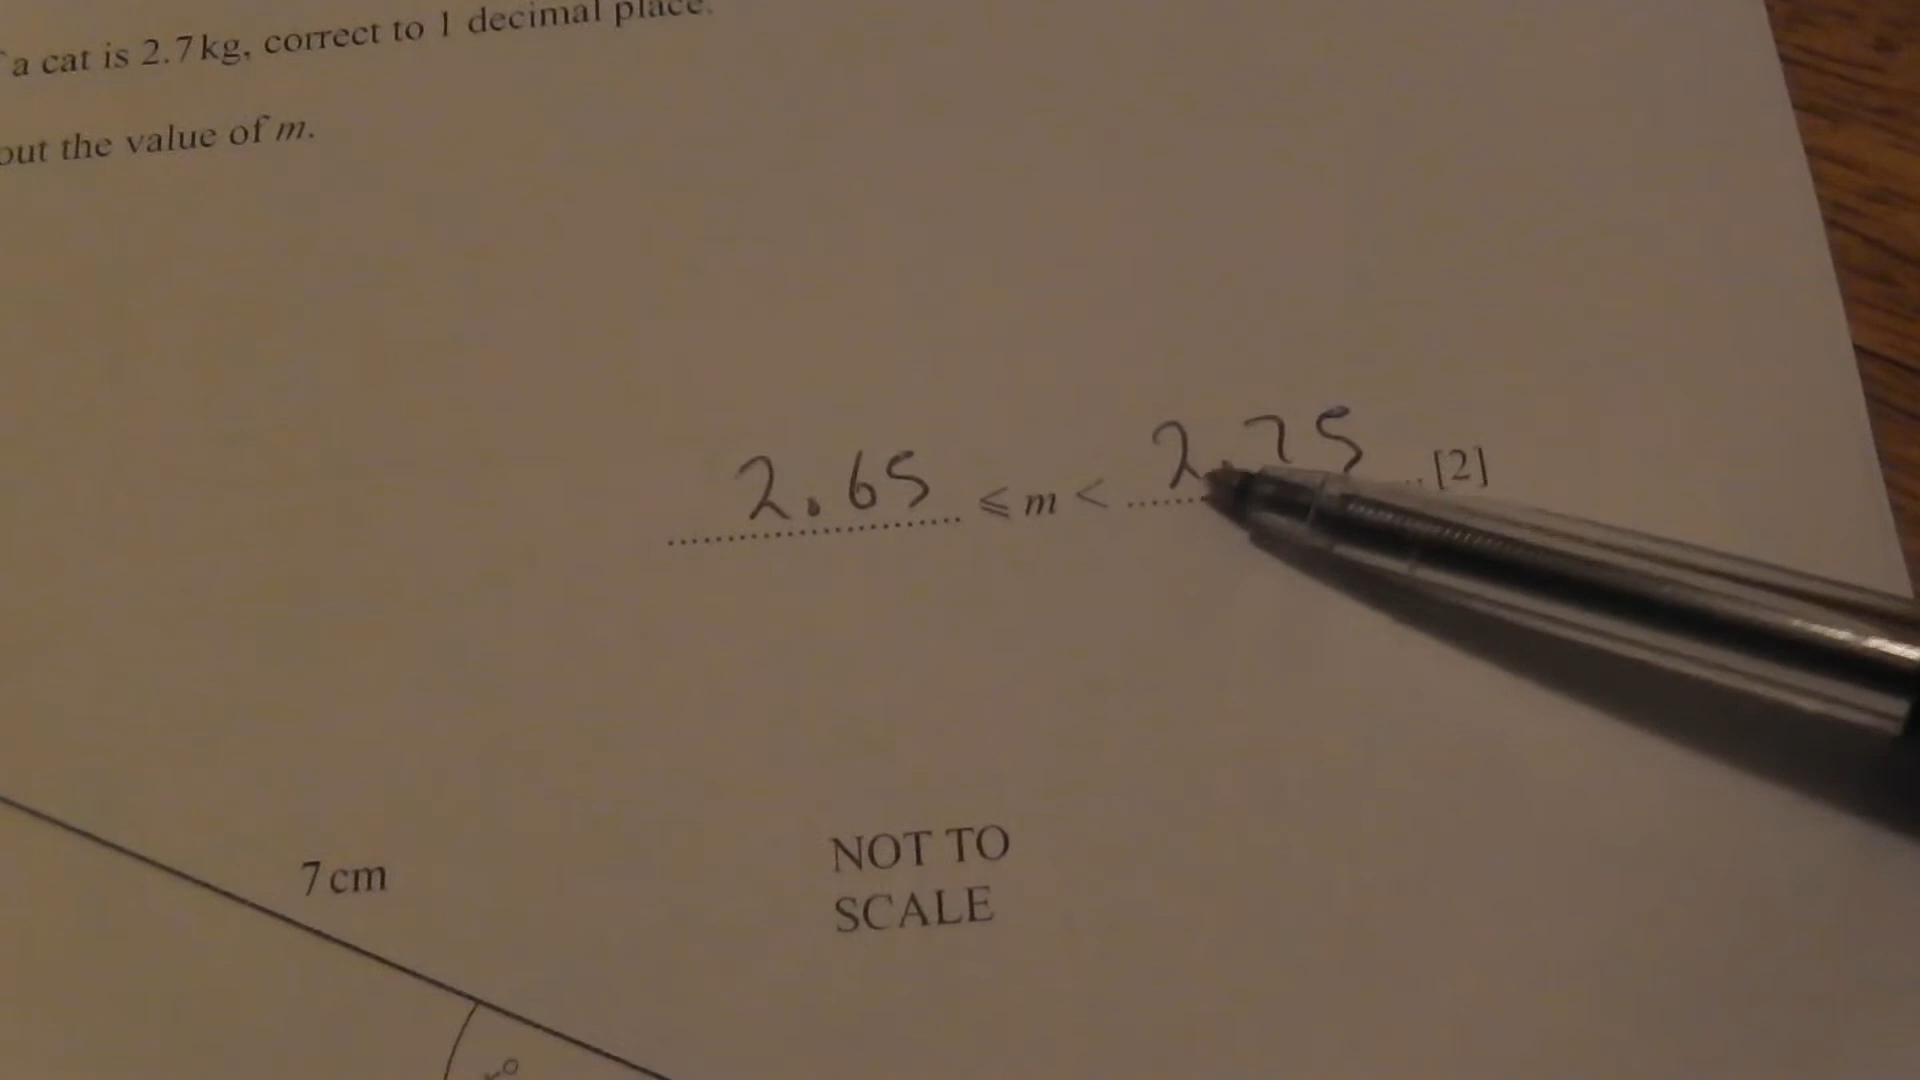 a cat is 2.7 kg, correct to 1 decimal place.
out the value of m.
2.65 ⩽ m < 2.75 [2]
7 cm
NOT TO
SCALE